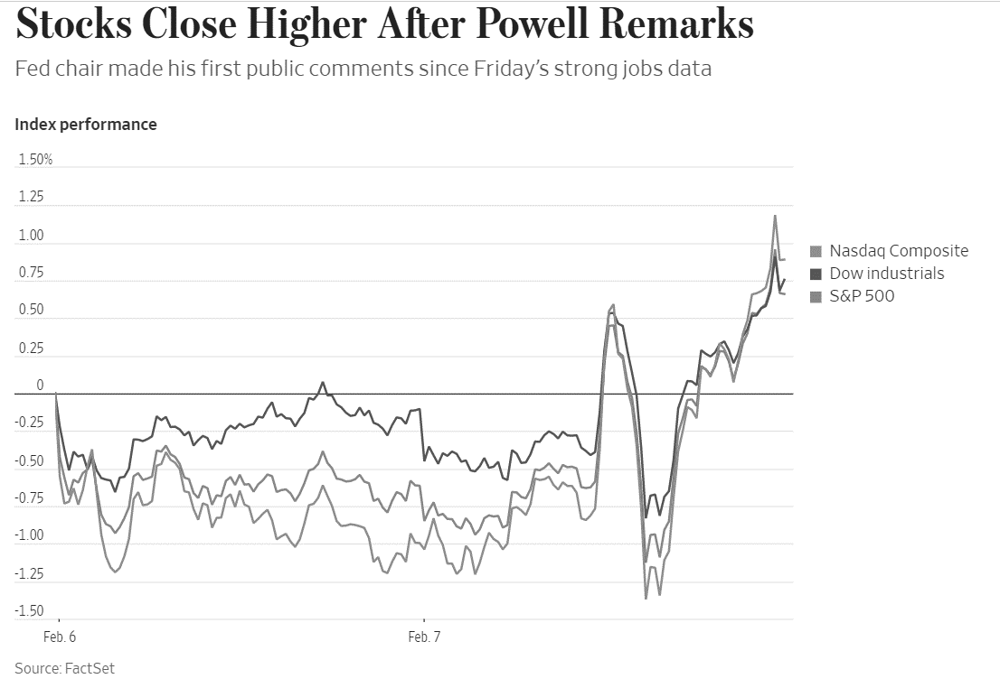 Stocks Close Higher After Powell Remarks
Fed chair made his first public comments since Friday's strong jobs data
Index performance
1.50%
1.25
1.00
0.75
0.50
0.25
0
-0.25
-0.50
-0.75
-1.00
-1.25
-1.50
Nasdaq Composite
Dow industrials
S&P 500
Feb. 6
Feb. 7
Source: FactSet